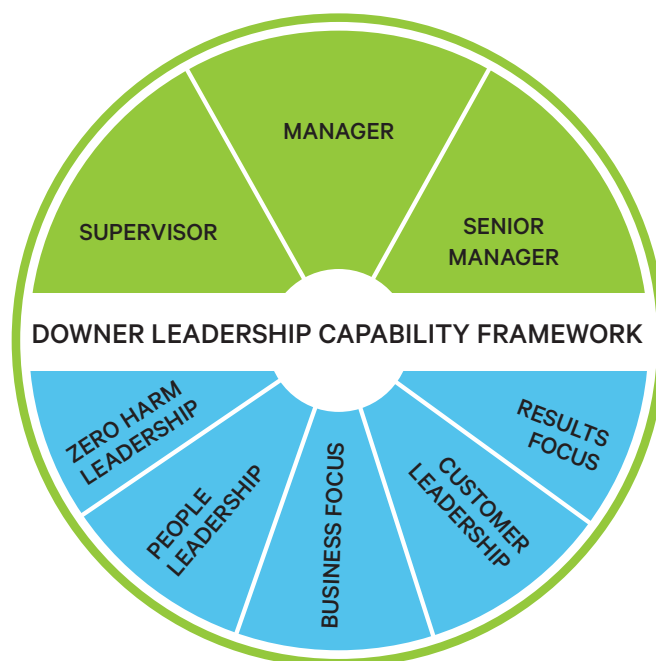 MANAGER
SUPERVISOR
SENIOR
MANAGER
DOWNER LEADERSHIP CAPABILITY FRAMEWORK
ZERO HARM
LEADERSHIP
PEOPLE
LEADERSHIP
BUSINESS FOCUS
CUSTOMER
LEADERSHIP
RESULTS
FOCUS